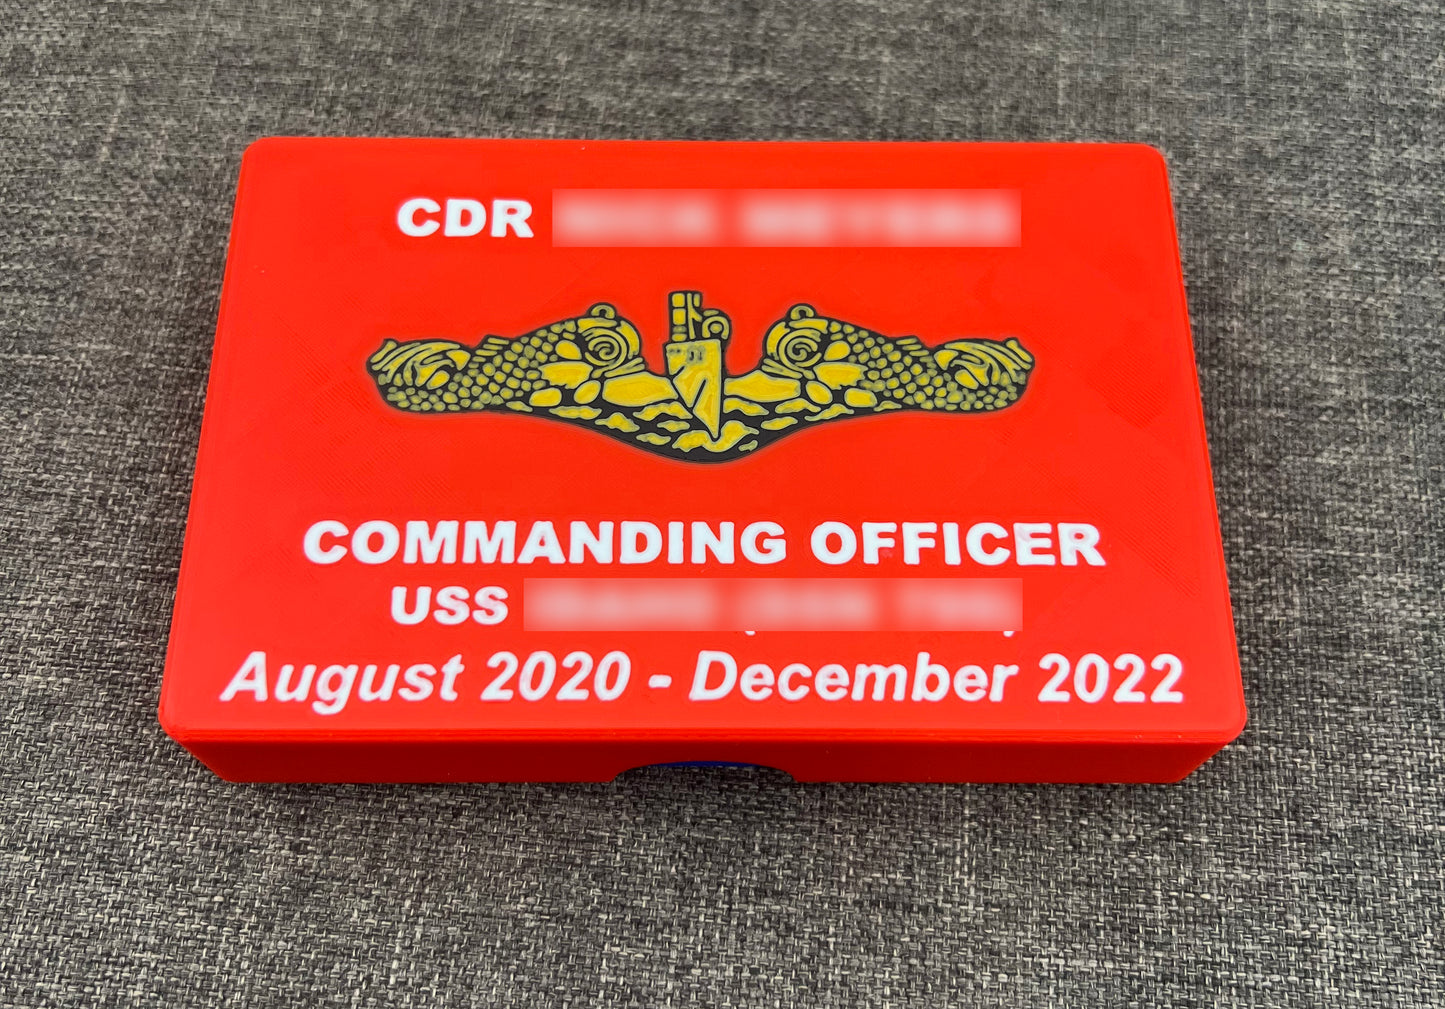 CDR
COMMANDING OFFICER
USS
August 2020 - December 2022